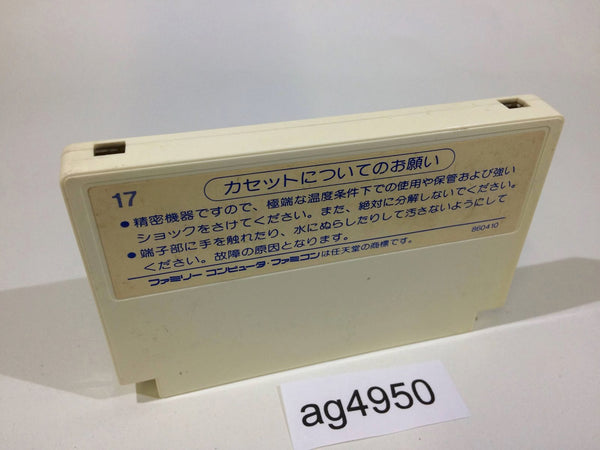 17
カセットについてのお願い
●精密機器ですので、極端な温度条件下での使用や保管および強い
ショックをさけてください。また、絶対に分解しないでください。
●端子部に手を触れたり、水にぬらしたりして汚さないようにして
ください。故障の原因となります。
860410
ファミリー コンピュータ・ファミコンは任天堂の商標です。
ag4950